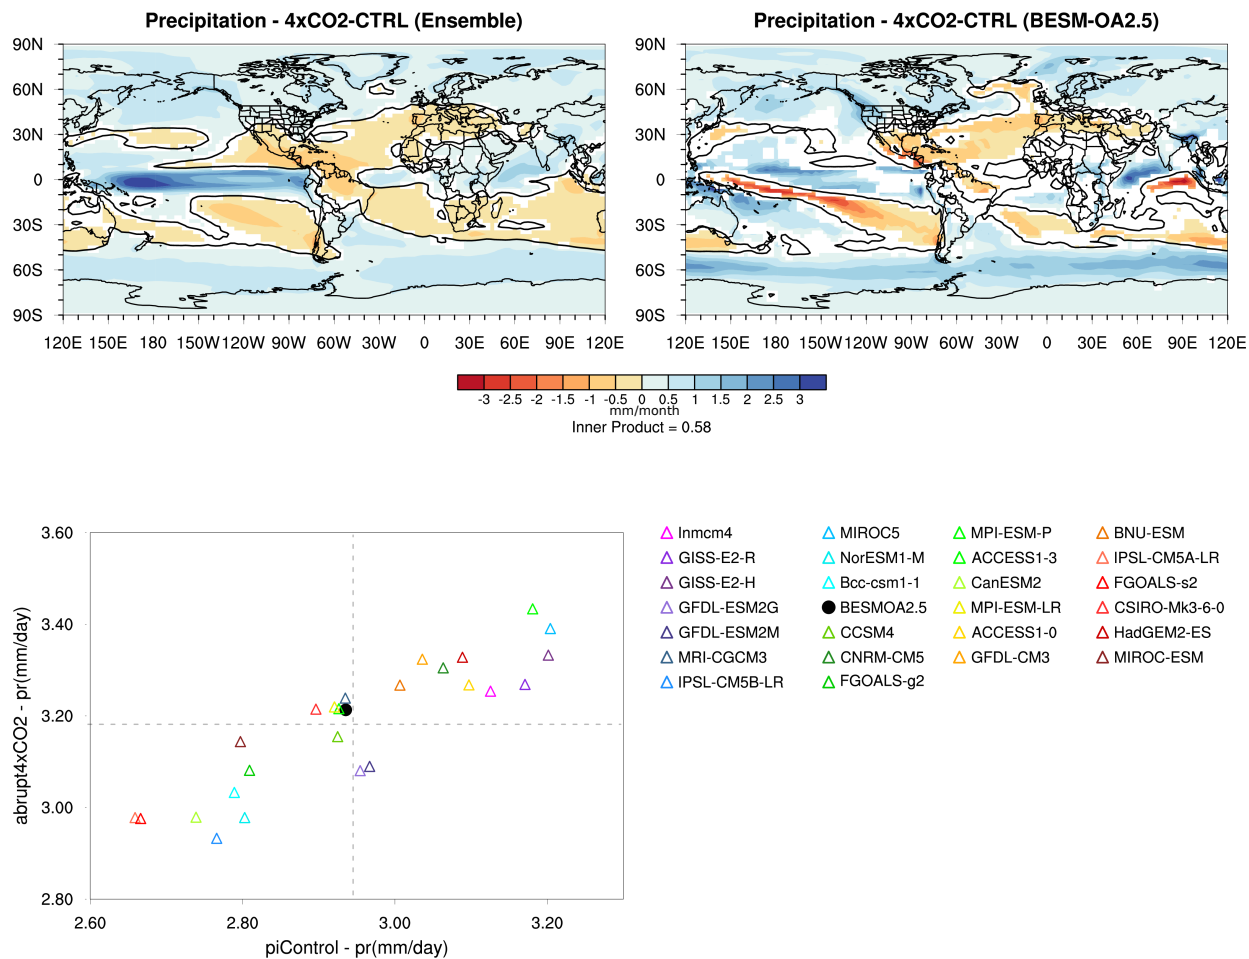 Precipitation - 4xCO2-CTRL (Ensemble)
90N
60N
30N
0
30S
60S
90S
120E 150E 180 150W 120W 90W 60W 30W 0 30E 60E 90E 120E
Precipitation - 4xCO2-CTRL (BESM-OA2.5)
90N
60N
30N
0
30S
60S
90S
120E 150E 180 150W 120W 90W 60W 30W 0 30E 60E 90E 120E
-3 -2.5 -2 -1.5 -1 -0.5 0 0.5 1 1.5 2 2.5 3
mm/month
Inner Product = 0.58
abrupt4xCO2 - pr(mm/day)
3.60
3.40
3.20
3.00
2.80
2.60 2.80 3.00 3.20
piControl - pr(mm/day)
Inmcm4
GISS-E2-R
GISS-E2-H
GFDL-ESM2G
GFDL-ESM2M
MRI-CGCM3
IPSL-CM5B-LR
MIROC5
NorESM1-M
Bcc-csm1-1
BESMOA2.5
CCSM4
CNRM-CM5
FGOALS-g2
MPI-ESM-P
ACCESS1-3
CanESM2
MPI-ESM-LR
ACCESS1-0
GFDL-CM3
BNU-ESM
IPSL-CM5A-LR
FGOALS-s2
CSIRO-Mk3-6-0
HadGEM2-ES
MIROC-ESM